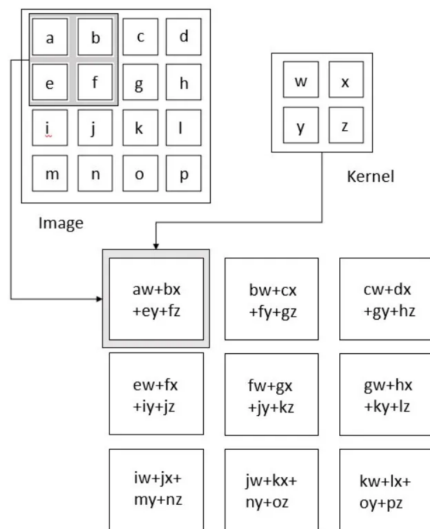 a b c d
e f g h
i j k l
m n o p
w x
y z
Kernel
Image
aw+bx
+ey+fz
bw+cx
+fy+gz
cw+dx
+gy+hz
ew+fx
+iy+jz
fw+gx
+jy+kz
gw+hx
+ky+lz
iw+jx+
my+nz
jw+kx+
ny+oz
kw+lx+
oy+pz